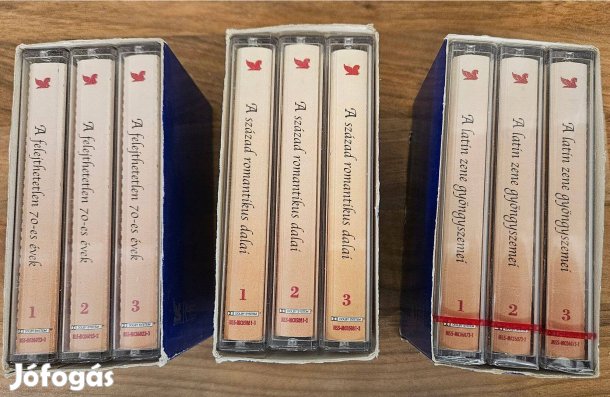 A felejthetetlen 70-es évek
1
A felejthetetlen 70-es évek
2
A felejthetetlen 70-es évek
3
A század romantikus dalai
1
A század romantikus dalai
2
A század romantikus dalai
3
A latin zene gyöngyszemei
1
A latin zene gyöngyszemei
2
A latin zene gyöngyszemei
3
Jófogás